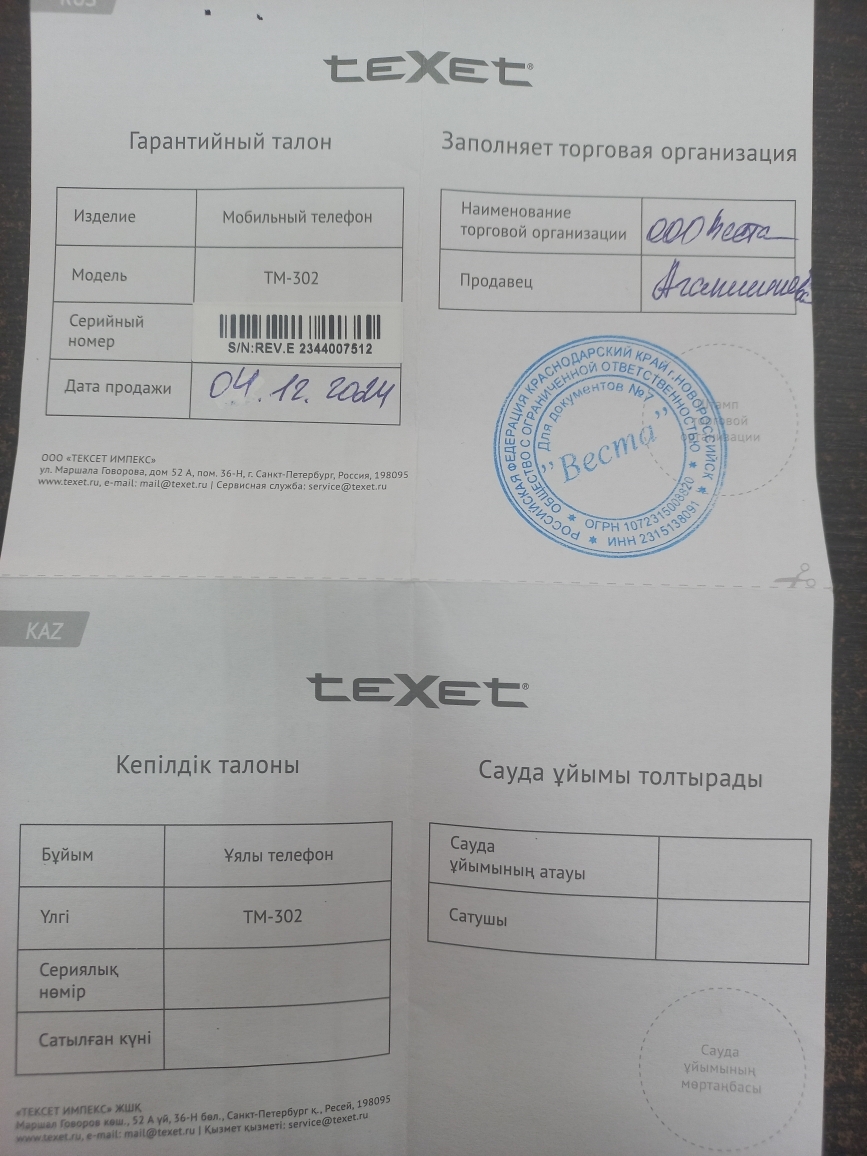 RUS
teXet®
Гарантийный талон
Изделие Мобильный телефон
Модель ТМ-302
Серийный номер
S/N:REV.E 2344007512
Дата продажи 04.12.2024
ООО «ТЕКСЕТ ИМПЕКС»
ул. Маршала Говорова, дом 52 А, пом. 36-Н, г. Санкт-Петербург, Россия, 198095
www.texet.ru, e-mail: mail@texet.ru | Сервисная служба: service@texet.ru
Заполняет торговая организация
Наименование
торговой организации ООО Веста
Продавец
Штамп
торговой
организации
РОССИЙСКАЯ ФЕДЕРАЦИЯ КРАСНОДАРСКИЙ КРАЙ г.НОВОРОССИЙСК
ОБЩЕСТВО С ОГРАНИЧЕННОЙ ОТВЕТСТВЕННОСТЬЮ
Для документов №7
"Веста"
ОГРН 1072315008820
ИНН 2315138091
KAZ
teXet®
Кепілдік талоны
Бұйым Ұялы телефон
Үлгі ТМ-302
Сериялық
нөмір
Сатылған күні
«ТЕКСЕТ ИМПЕКС» ЖШҚ
Маршал Говоров көш., 52 А уй, 36-Н бөл., Санкт-Петербург қ., Ресей, 198095
www.texet.ru, e-mail: mail@texet.ru | Қызмет қызметі: service@texet.ru
Сауда ұйымы толтырады
Сауда
ұйымының атауы
Сатушы
Сауда
ұйымының
мөртаңбасы